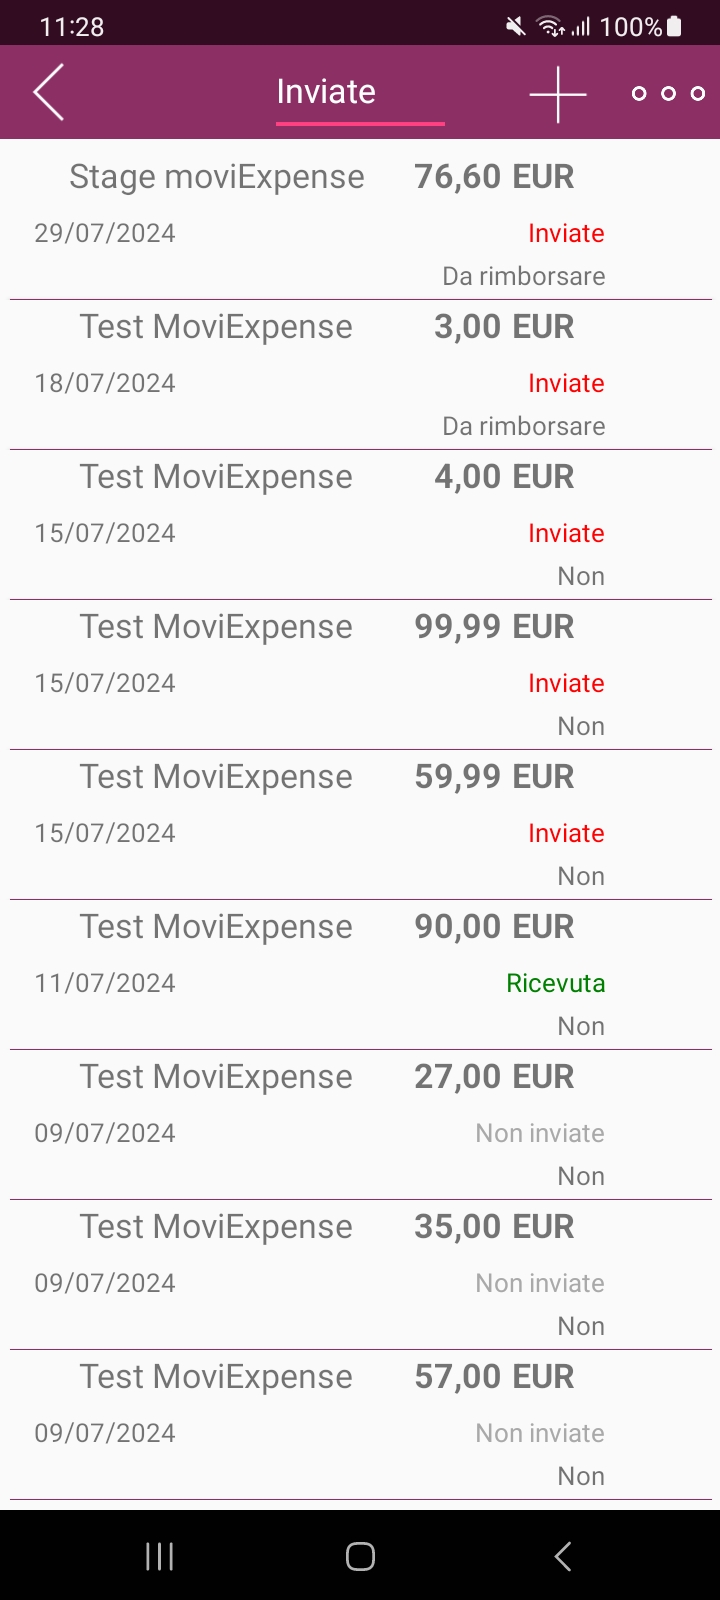 11:28 100%
Inviate
Stage moviExpense 76,60 EUR
29/07/2024 Inviate
Da rimborsare
Test MoviExpense 3,00 EUR
18/07/2024 Inviate
Da rimborsare
Test MoviExpense 4,00 EUR
15/07/2024 Inviate
Non
Test MoviExpense 99,99 EUR
15/07/2024 Inviate
Non
Test MoviExpense 59,99 EUR
15/07/2024 Inviate
Non
Test MoviExpense 90,00 EUR
11/07/2024 Ricevuta
Non
Test MoviExpense 27,00 EUR
09/07/2024 Non inviate
Non
Test MoviExpense 35,00 EUR
09/07/2024 Non inviate
Non
Test MoviExpense 57,00 EUR
09/07/2024 Non inviate
Non